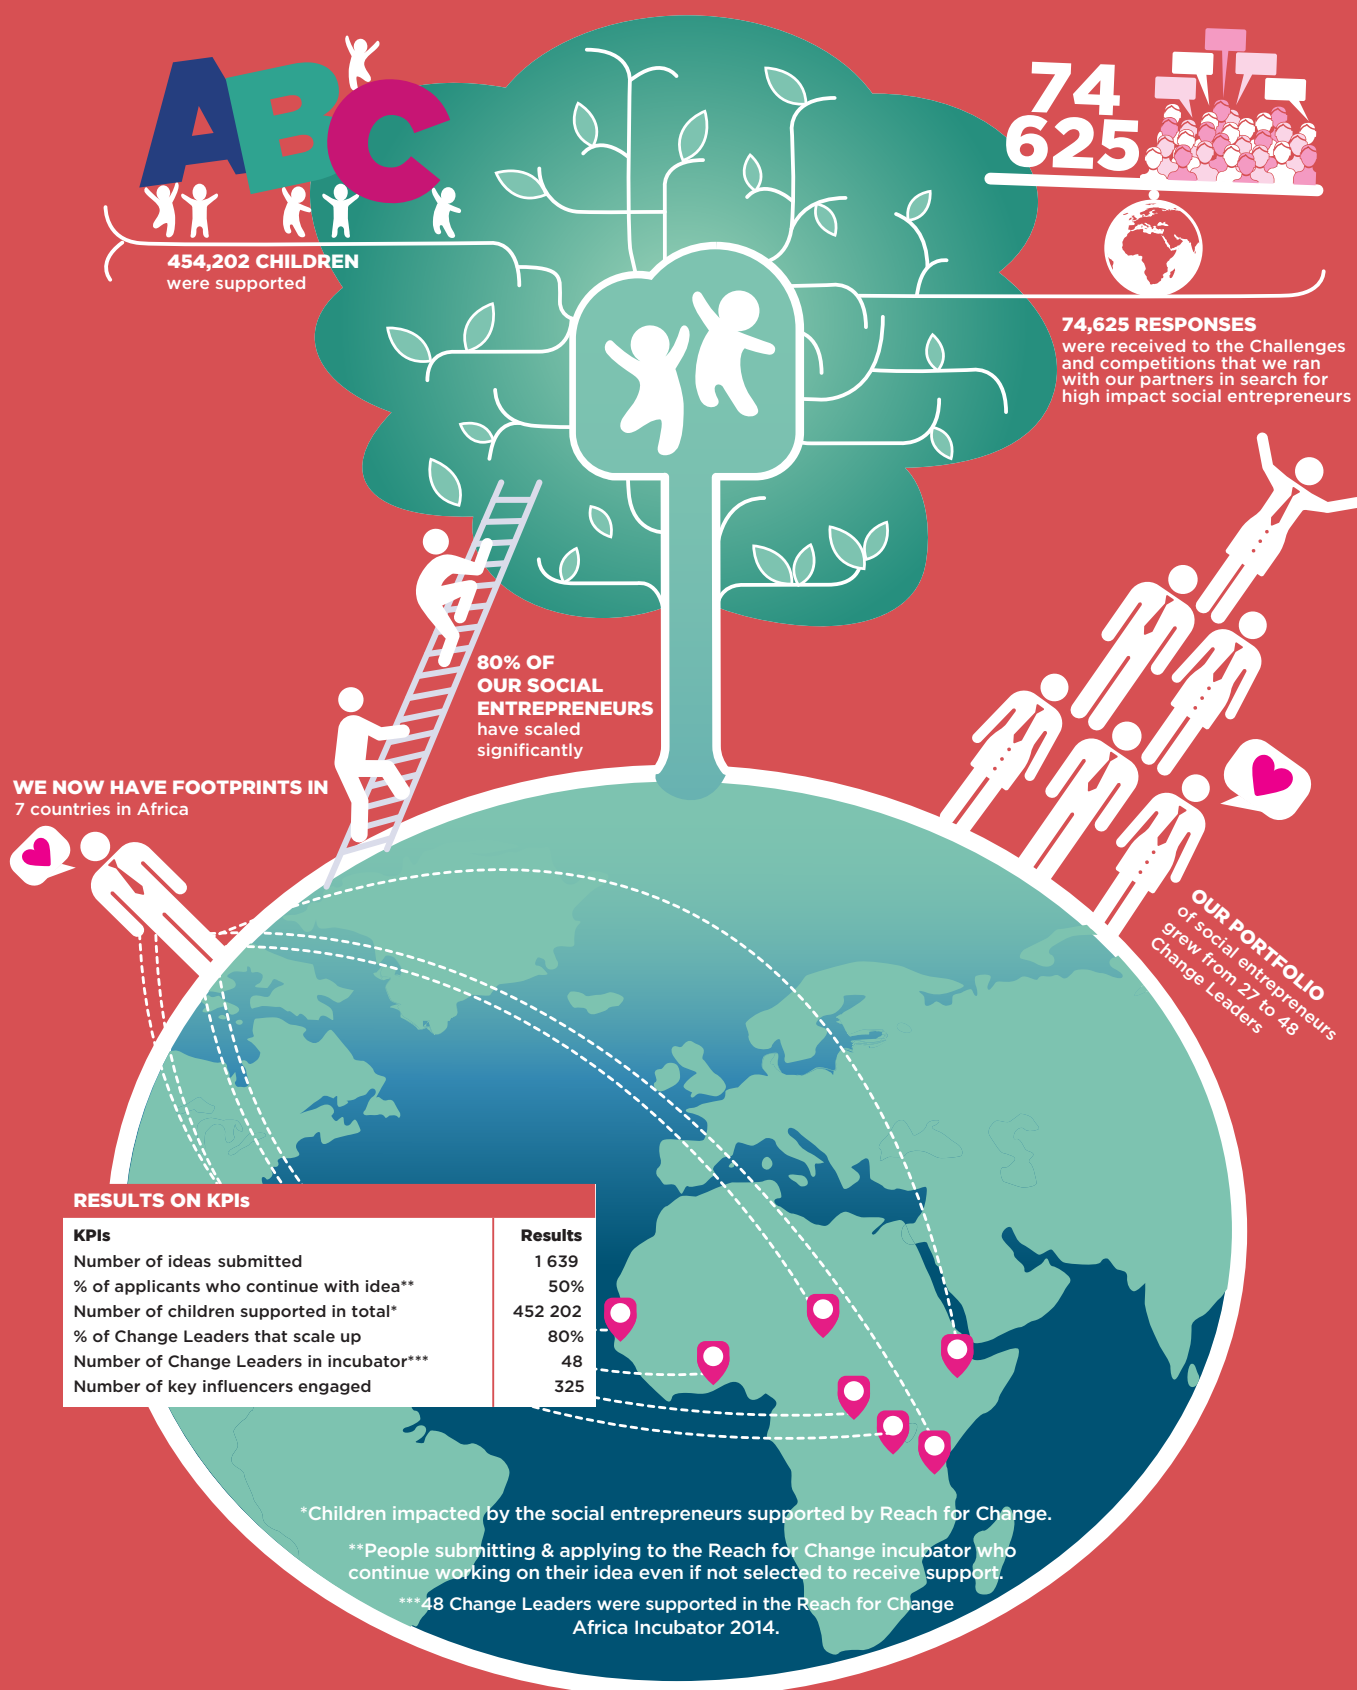 ABC
74
625
454,202 CHILDREN
were supported
74,625 RESPONSES
were received to the Challenges
and competitions that we ran
with our partners in search for
high impact social entrepreneurs
80% OF
OUR SOCIAL
ENTREPRENEURS
have scaled
significantly
WE NOW HAVE FOOTPRINTS IN
7 countries in Africa
OUR PORTFOLIO
of social entrepreneurs
grew from 27 to 48
Change Leaders
RESULTS ON KPIs
KPIs Results
Number of ideas submitted 1 639
% of applicants who continue with idea** 50%
Number of children supported in total* 452 202
% of Change Leaders that scale up 80%
Number of Change Leaders in incubator*** 48
Number of key influencers engaged 325
*Children impacted by the social entrepreneurs supported by Reach for Change.
**People submitting & applying to the Reach for Change incubator who
continue working on their idea even if not selected to receive support.
***48 Change Leaders were supported in the Reach for Change
Africa Incubator 2014.